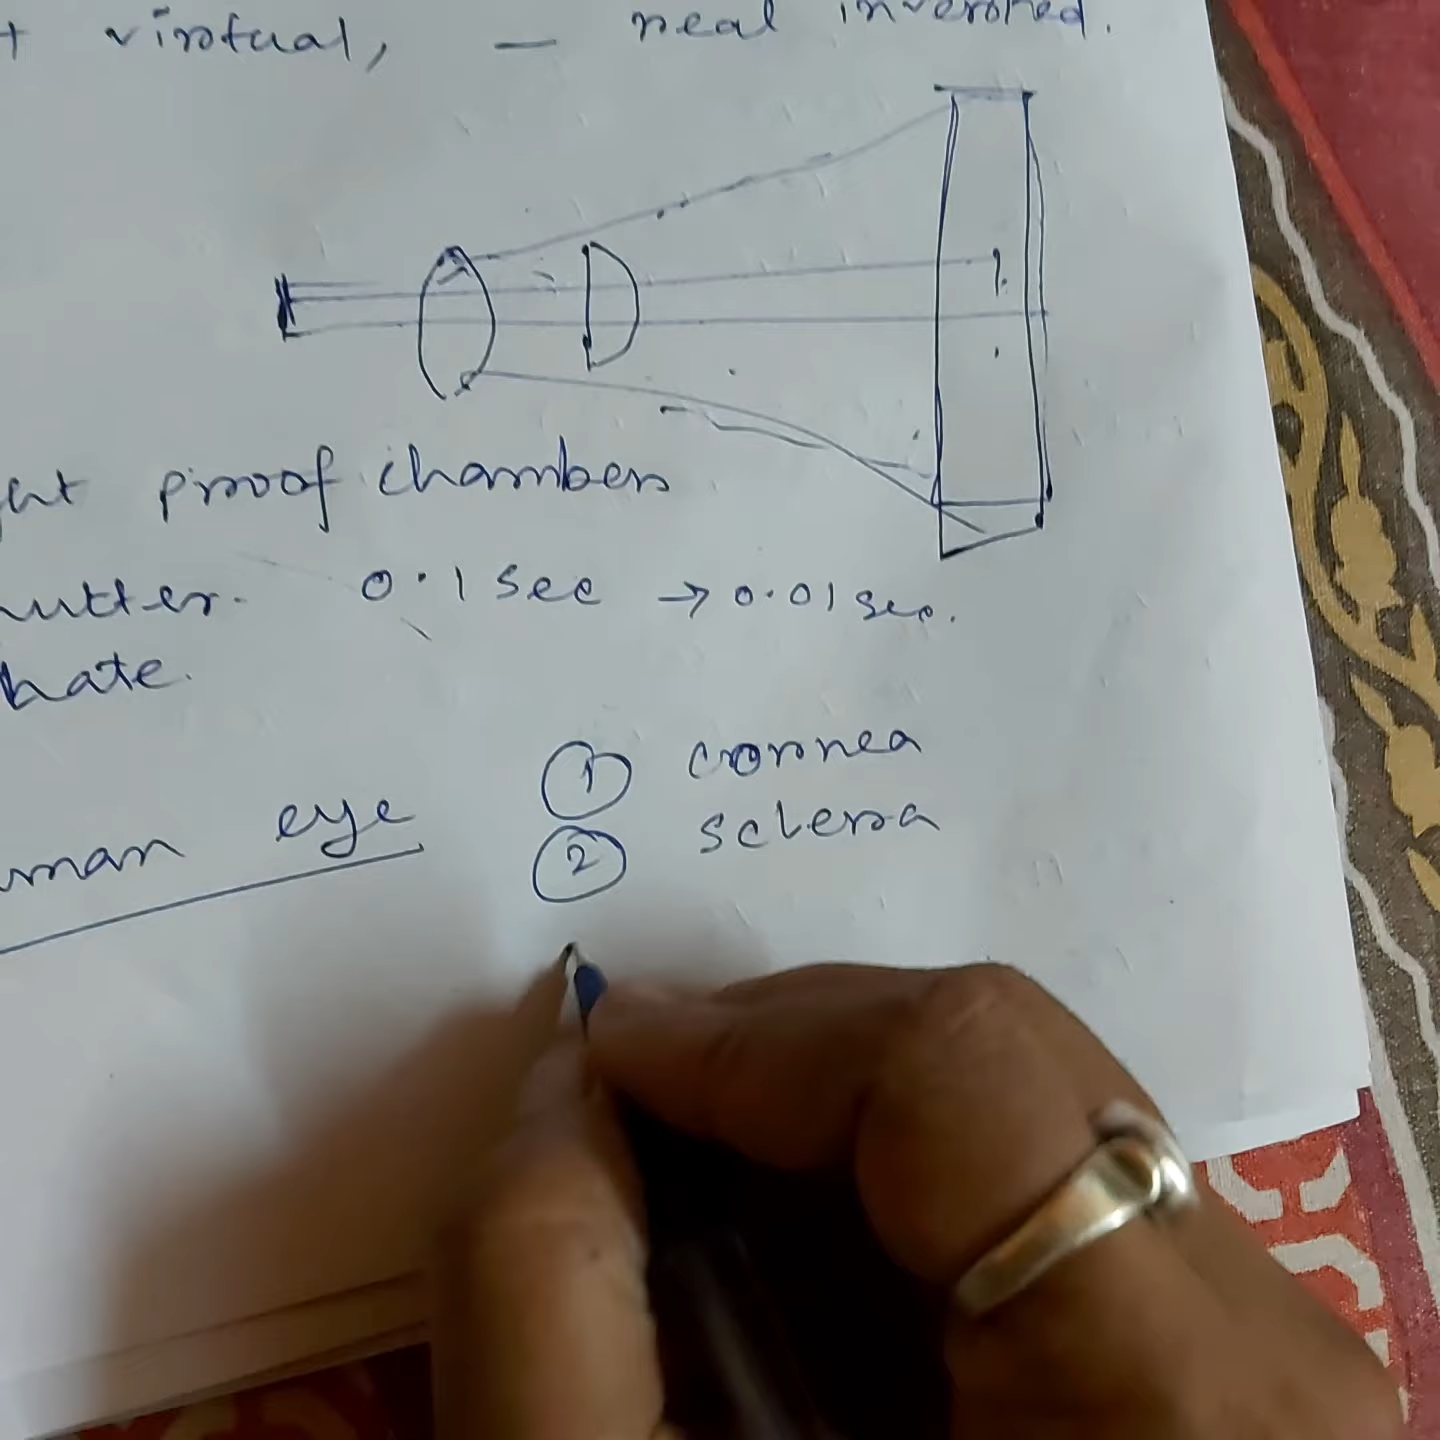 + virtual, — real inverted.
proof chamber
0.1 sec → 0.01 sec.
eye
① cornea
② sclera